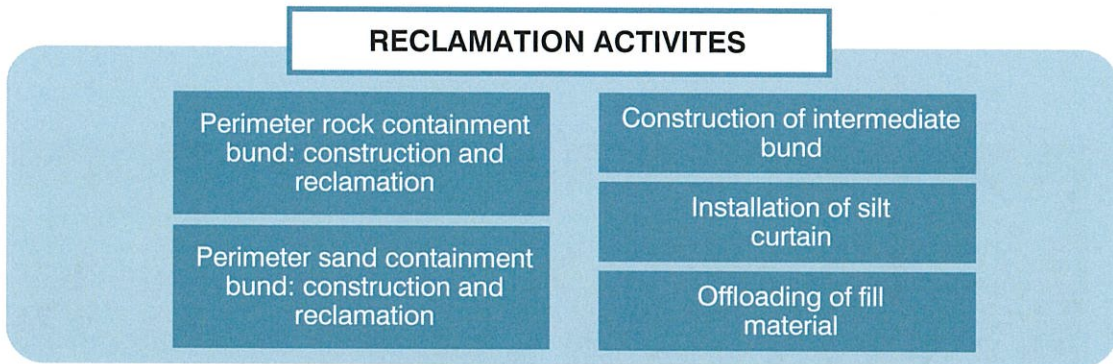 RECLAMATION ACTIVITES
Perimeter rock containment
bund: construction and
reclamation
Perimeter sand containment
bund: construction and
reclamation
Construction of intermediate
bund
Installation of silt
curtain
Offloading of fill
material